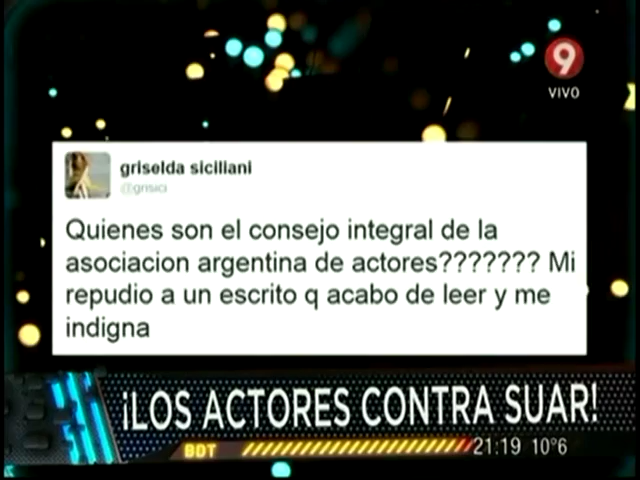 9
VIVO
griselda siciliani
@grisici
Quienes son el consejo integral de la
asociacion argentina de actores??????? Mi
repudio a un escrito q acabo de leer y me
indigna
¡LOS ACTORES CONTRA SUAR!
BDT
21:19 10°6